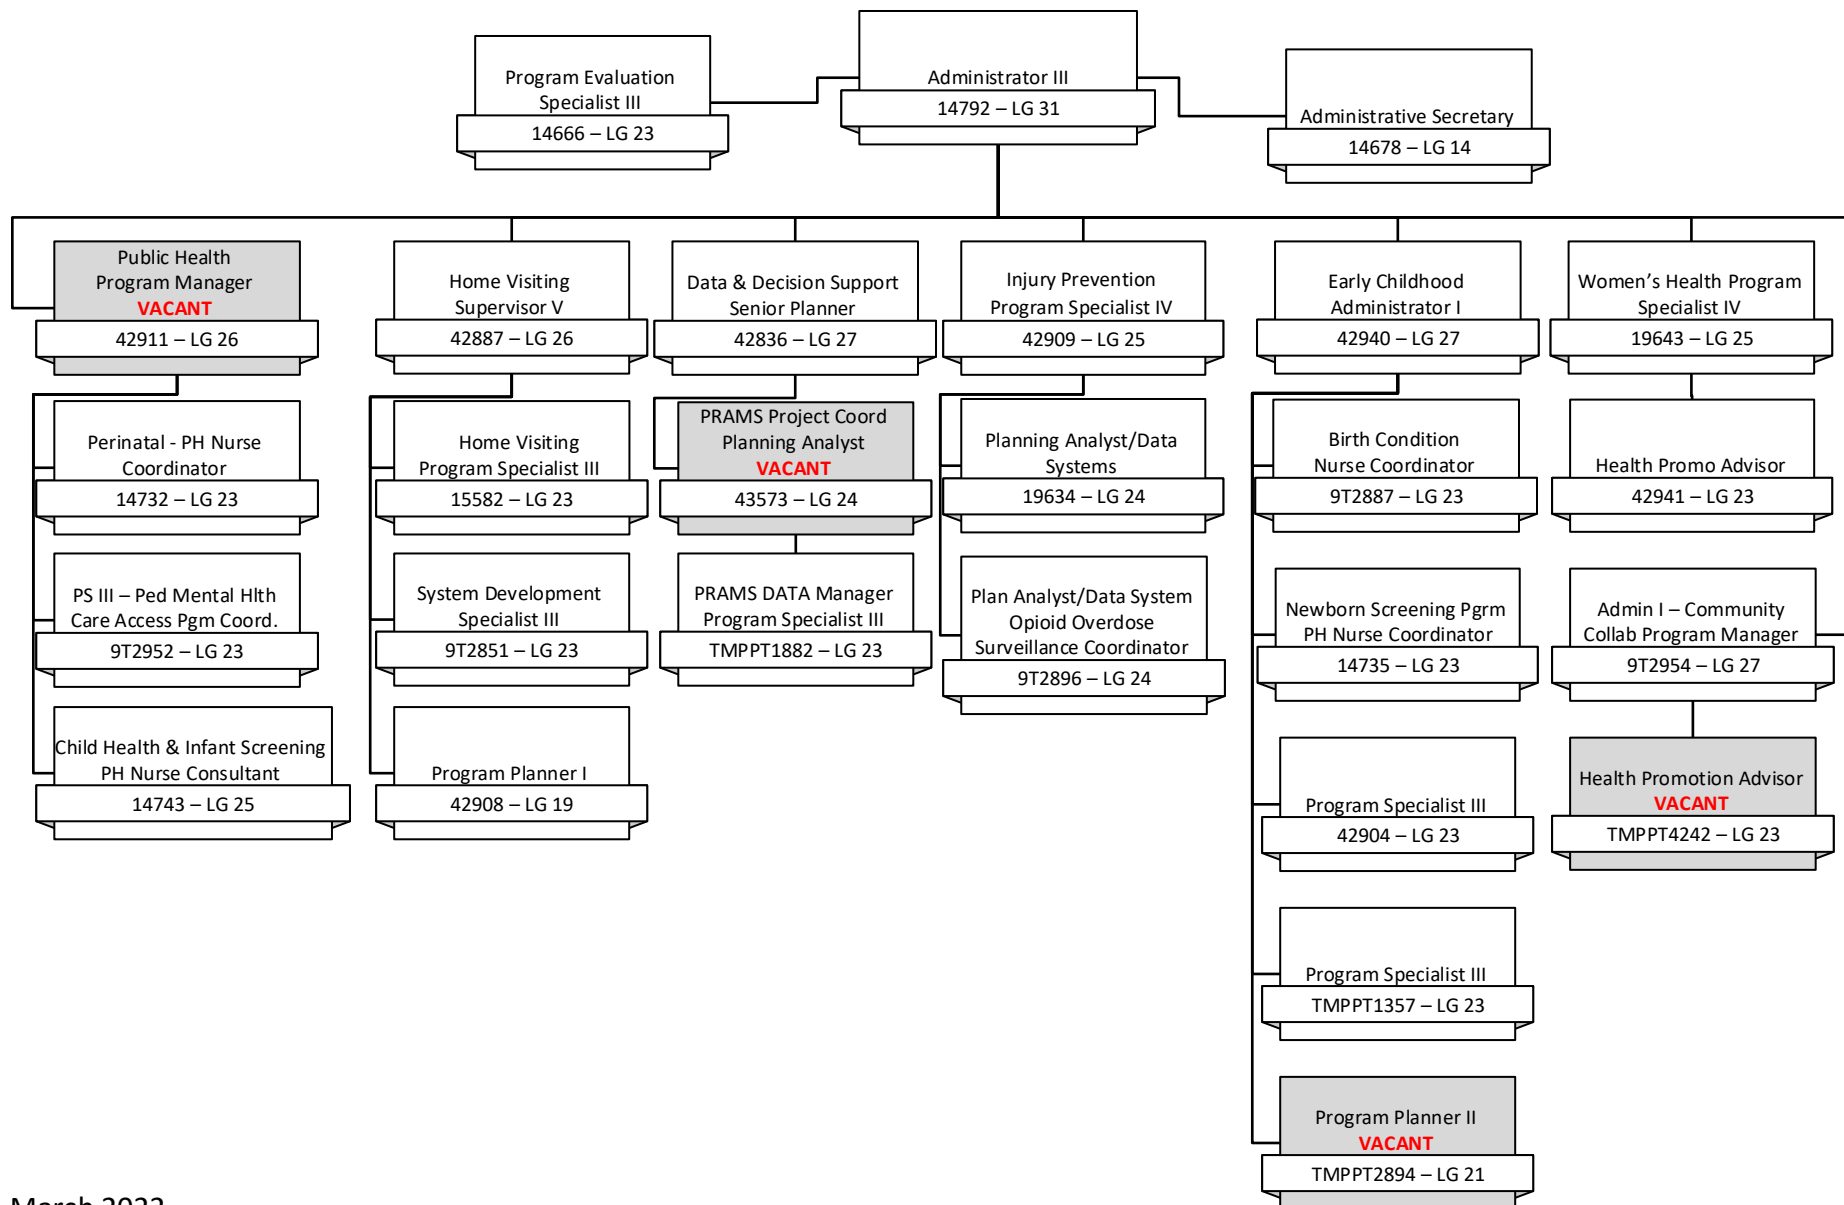 Program Evaluation
Specialist III
14666 – LG 23
Administrator III
14792 – LG 31
Administrative Secretary
14678 – LG 14
Public Health
Program Manager
VACANT
42911 – LG 26
Home Visiting
Supervisor V
42887 – LG 26
Data & Decision Support
Senior Planner
42836 – LG 27
Injury Prevention
Program Specialist IV
42909 – LG 25
Early Childhood
Administrator I
42940 – LG 27
Women’s Health Program
Specialist IV
19643 – LG 25
Perinatal - PH Nurse
Coordinator
14732 – LG 23
Home Visiting
Program Specialist III
15582 – LG 23
PRAMS Project Coord
Planning Analyst
VACANT
43573 – LG 24
Planning Analyst/Data
Systems
19634 – LG 24
Birth Condition
Nurse Coordinator
9T2887 – LG 23
Health Promo Advisor
42941 – LG 23
PS III – Ped Mental Hlth
Care Access Pgm Coord.
9T2952 – LG 23
System Development
Specialist III
9T2851 – LG 23
PRAMS DATA Manager
Program Specialist III
TMPPT1882 – LG 23
Plan Analyst/Data System
Opioid Overdose
Surveillance Coordinator
9T2896 – LG 24
Newborn Screening Pgrm
PH Nurse Coordinator
14735 – LG 23
Admin I – Community
Collab Program Manager
9T2954 – LG 27
Child Health & Infant Screening
PH Nurse Consultant
14743 – LG 25
Program Planner I
42908 – LG 19
Program Specialist III
42904 – LG 23
Health Promotion Advisor
VACANT
TMPPT4242 – LG 23
Program Specialist III
TMPPT1357 – LG 23
Program Planner II
VACANT
TMPPT2894 – LG 21
March 2022